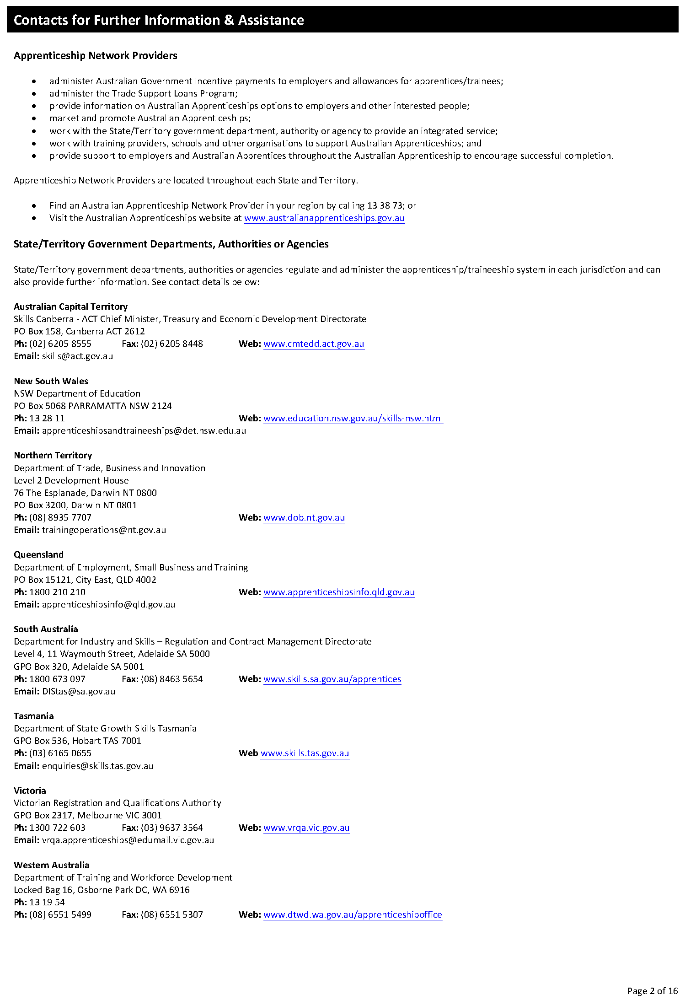 Contacts for Further Information & Assistance
Apprenticeship Network Providers
• administer Australian Government incentive payments to employers and allowances for apprentices/trainees;
• administer the Trade Support Loans Program;
• provide information on Australian Apprenticeships options to employers and other interested people;
• market and promote Australian Apprenticeships;
• work with the State/Territory government department, authority or agency to provide an integrated service;
• work with training providers, schools and other organisations to support Australian Apprenticeships; and
• provide support to employers and Australian Apprentices throughout the Australian Apprenticeship to encourage successful completion.
Apprenticeship Network Providers are located throughout each State and Territory.
• Find an Australian Apprenticeship Network Provider in your region by calling 13 38 73; or
• Visit the Australian Apprenticeships website at www.australianapprenticeships.gov.au
State/Territory Government Departments, Authorities or Agencies
State/Territory government departments, authorities or agencies regulate and administer the apprenticeship/traineeship system in each jurisdiction and can
also provide further information. See contact details below:
Australian Capital Territory
Skills Canberra - ACT Chief Minister, Treasury and Economic Development Directorate
PO Box 158, Canberra ACT 2612
Ph: (02) 6205 8555 Fax: (02) 6205 8448 Web: www.cmtedd.act.gov.au
Email: skills@act.gov.au
New South Wales
NSW Department of Education
PO Box 5068 PARRAMATTA NSW 2124
Ph: 13 28 11 Web: www.education.nsw.gov.au/skills-nsw.html
Email: apprenticeshipsandtraineeships@det.nsw.edu.au
Northern Territory
Department of Trade, Business and Innovation
Level 2 Development House
76 The Esplanade, Darwin NT 0800
PO Box 3200, Darwin NT 0801
Ph: (08) 8935 7707 Web: www.dob.nt.gov.au
Email: trainingoperations@nt.gov.au
Queensland
Department of Employment, Small Business and Training
PO Box 15121, City East, QLD 4002
Ph: 1800 210 210 Web: www.apprenticeshipsinfo.qld.gov.au
Email: apprenticeshipsinfo@qld.gov.au
South Australia
Department for Industry and Skills – Regulation and Contract Management Directorate
Level 4, 11 Waymouth Street, Adelaide SA 5000
GPO Box 320, Adelaide SA 5001
Ph: 1800 673 097 Fax: (08) 8463 5654 Web: www.skills.sa.gov.au/apprentices
Email: DIStas@sa.gov.au
Tasmania
Department of State Growth-Skills Tasmania
GPO Box 536, Hobart TAS 7001
Ph: (03) 6165 0655 Web www.skills.tas.gov.au
Email: enquiries@skills.tas.gov.au
Victoria
Victorian Registration and Qualifications Authority
GPO Box 2317, Melbourne VIC 3001
Ph: 1300 722 603 Fax: (03) 9637 3564 Web: www.vrqa.vic.gov.au
Email: vrqa.apprenticeships@edumail.vic.gov.au
Western Australia
Department of Training and Workforce Development
Locked Bag 16, Osborne Park DC, WA 6916
Ph: 13 19 54
Ph: (08) 6551 5499 Fax: (08) 6551 5307 Web: www.dtwd.wa.gov.au/apprenticeshipoffice
Page 2 of 16